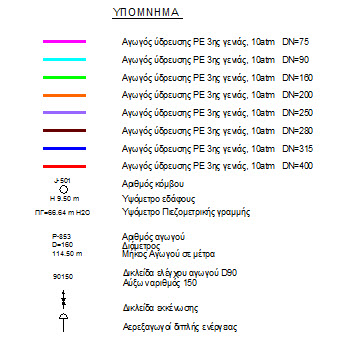 ΥΠΟΜΝΗΜΑ
Αγωγός ύδρευσης PE 3ης γενιάς, 10atm DN=75
Αγωγός ύδρευσης PE 3ης γενιάς, 10atm DN=90
Αγωγός ύδρευσης PE 3ης γενιάς, 10atm DN=160
Αγωγός ύδρευσης PE 3ης γενιάς, 10atm DN=200
Αγωγός ύδρευσης PE 3ης γενιάς, 10atm DN=250
Αγωγός ύδρευσης PE 3ης γενιάς, 10atm DN=280
Αγωγός ύδρευσης PE 3ης γενιάς, 10atm DN=315
Αγωγός ύδρευσης PE 3ης γενιάς, 10atm DN=400
J-501 Αριθμός κόμβου
H 9.50 m Υψόμετρο εδάφους
ΠΓ=66.64 m H2O Υψόμετρο Πιεζομετρικής γραμμής
P-853 Αριθμός αγωγού
D=160 Διάμετρος
114.50 m Μήκος Αγωγού σε μέτρα
90150 Δικλείδα ελέγχου αγωγού D90
Αύξων αριθμός 150
Δικλείδα εκκένωσης
Αερεξαγωγοί διπλής ενέργειας